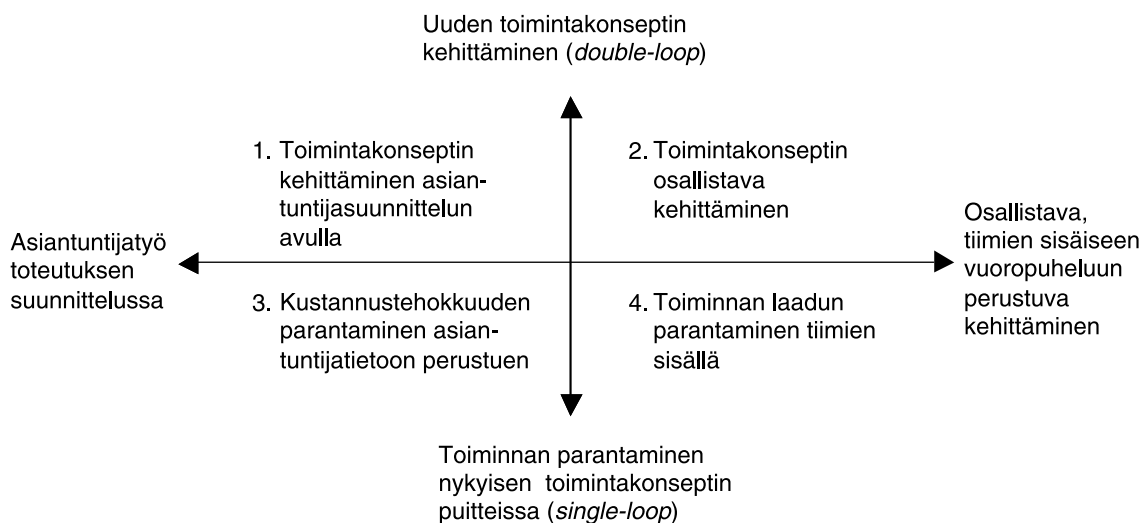 Uuden toimintakonseptin
kehittäminen (double-loop)
1. Toimintakonseptin
kehittäminen asian-
tuntijasuunnittelun
avulla
2. Toimintakonseptin
osallistava
kehittäminen
Asiantuntijatyö
toteutuksen
suunnittelussa
Osallistava,
tiimien sisäiseen
vuoropuheluun
perustuva
kehittäminen
3. Kustannustehokkuuden
parantaminen asian-
tuntijatietoon perustuen
4. Toiminnan laadun
parantaminen tiimien
sisällä
Toiminnan parantaminen
nykyisen toimintakonseptin
puitteissa (single-loop)